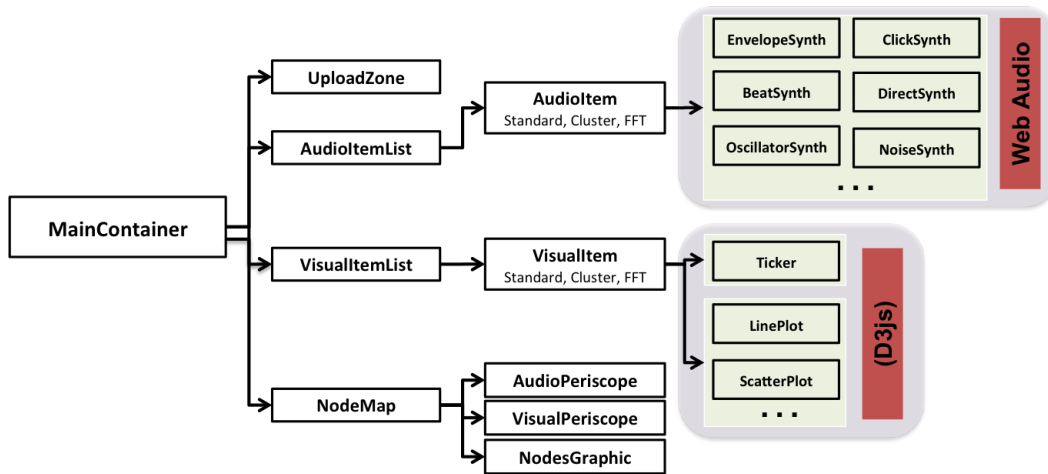 MainContainer
UploadZone
AudioItemList
VisualItemList
NodeMap
AudioItem
Standard, Cluster, FFT
VisualItem
Standard, Cluster, FFT
AudioPeriscope
VisualPeriscope
NodesGraphic
EnvelopeSynth
ClickSynth
BeatSynth
DirectSynth
OscillatorSynth
NoiseSynth
...
Web Audio
Ticker
LinePlot
ScatterPlot
...
(D3js)